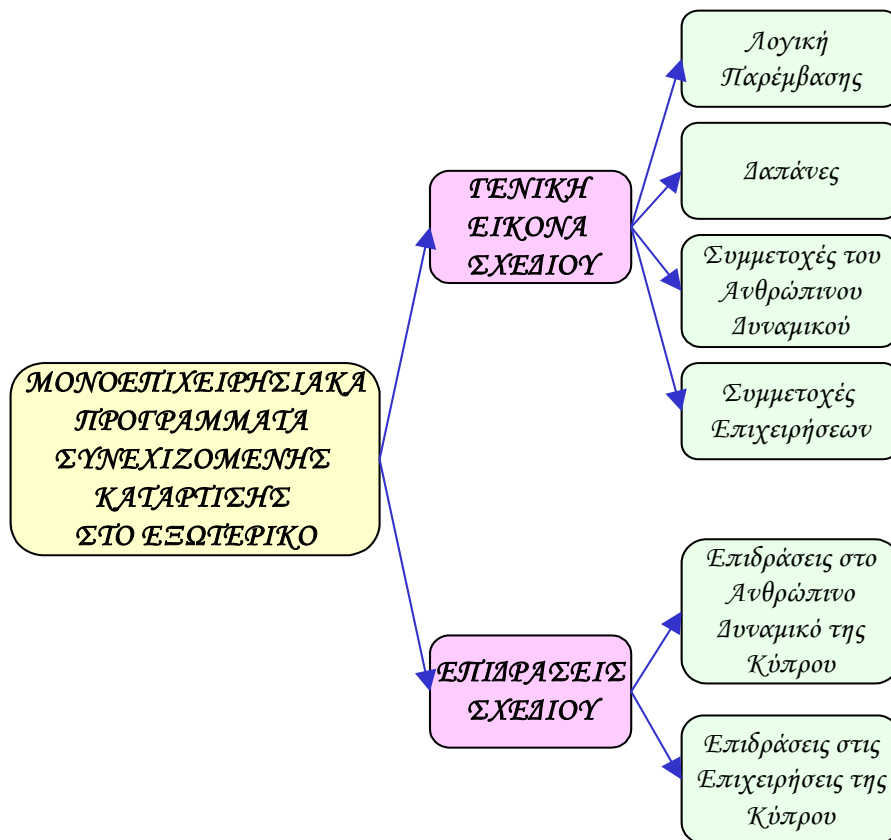 ΜΟΝΟΕΠΙΧΕΙΡΗΣΙΑΚΑ
ΠΡΟΓΡΑΜΜΑΤΑ
ΣΥΝΕΧΙΖΟΜΕΝΗΣ
ΚΑΤΑΡΤΙΣΗΣ
ΣΤΟ ΕΞΩΤΕΡΙΚΟ
ΓΕΝΙΚΗ
ΕΙΚΟΝΑ
ΣΧΕΔΙΟΥ
Λογική
Παρέμβασης
Δαπάνες
Συμμετοχές του
Ανθρώπινου
Δυναμικού
Συμμετοχές
Επιχειρήσεων
ΕΠΙΔΡΑΣΕΙΣ
ΣΧΕΔΙΟΥ
Επιδράσεις στο
Ανθρώπινο
Δυναμικό της
Κύπρου
Επιδράσεις στις
Επιχειρήσεις της
Κύπρου